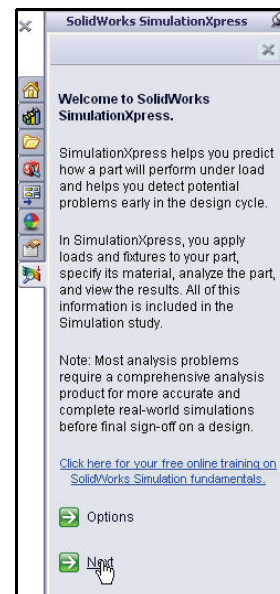 SolidWorks SimulationXpress
Welcome to SolidWorks
SimulationXpress.
SimulationXpress helps you predict
how a part will perform under load
and helps you detect potential
problems early in the design cycle.
In SimulationXpress, you apply
loads and fixtures to your part,
specify its material, analyze the part,
and view the results. All of this
information is included in the
Simulation study.
Note: Most analysis problems
require a comprehensive analysis
product for more accurate and
complete real-world simulations
before final sign-off on a design.
Click here for your free online training on
SolidWorks Simulation fundamentals.
Options
Next